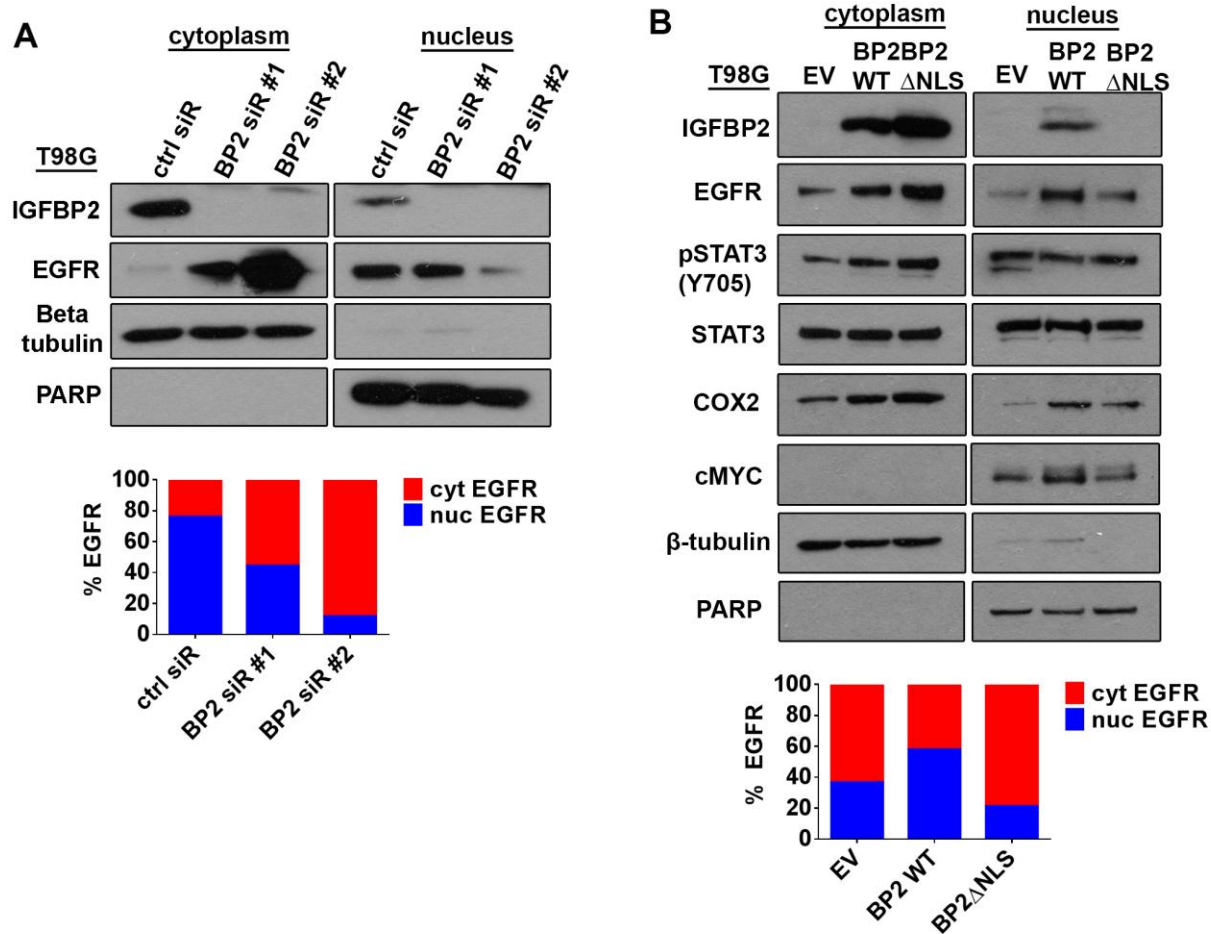 A
cytoplasm nucleus
T98G ctrl siR BP2 siR #1 BP2 siR #2 ctrl siR BP2 siR #1 BP2 siR #2
IGFBP2
EGFR
Beta
tubulin
PARP
100
80
60
40
20
0
% EGFR
cyt EGFR
nuc EGFR
ctrl siR
BP2 siR #1
BP2 siR #2
B
cytoplasm nucleus
BP2 BP2 BP2 BP2
T98G EV WT ΔNLS EV WT ΔNLS
IGFBP2
EGFR
pSTAT3
(Y705)
STAT3
COX2
cMYC
β-tubulin
PARP
100
80
60
40
20
0
% EGFR
cyt EGFR
nuc EGFR
EV
BP2 WT
BP2ΔNLS